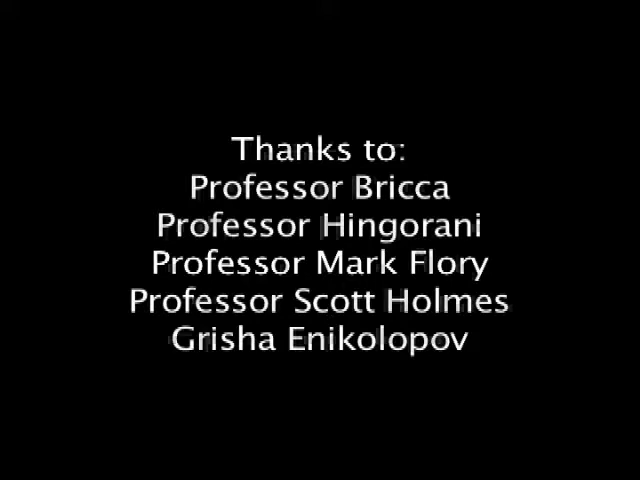 Thanks to:
Professor Bricca
Professor Hingorani
Professor Mark Flory
Professor Scott Holmes
Grisha Enikolopov